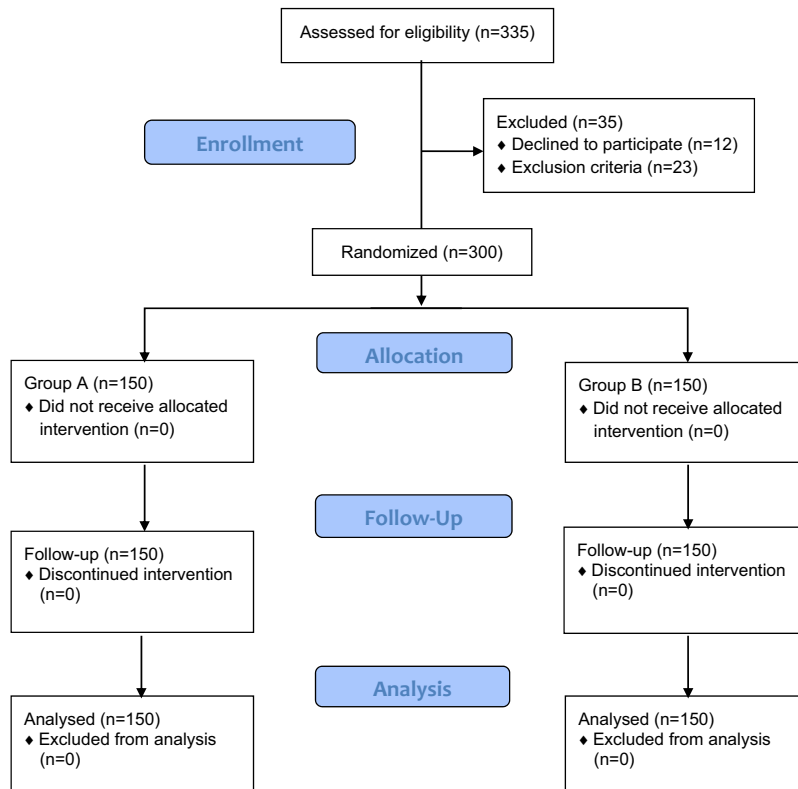 Assessed for eligibility (n=335)
Enrollment
Excluded (n=35)
♦ Declined to participate (n=12)
♦ Exclusion criteria (n=23)
Randomized (n=300)
Allocation
Group A (n=150)
♦ Did not receive allocated
intervention (n=0)
Group B (n=150)
♦ Did not receive allocated
intervention (n=0)
Follow-Up
Follow-up (n=150)
♦ Discontinued intervention
(n=0)
Follow-up (n=150)
♦ Discontinued intervention
(n=0)
Analysis
Analysed (n=150)
♦ Excluded from analysis
(n=0)
Analysed (n=150)
♦ Excluded from analysis
(n=0)